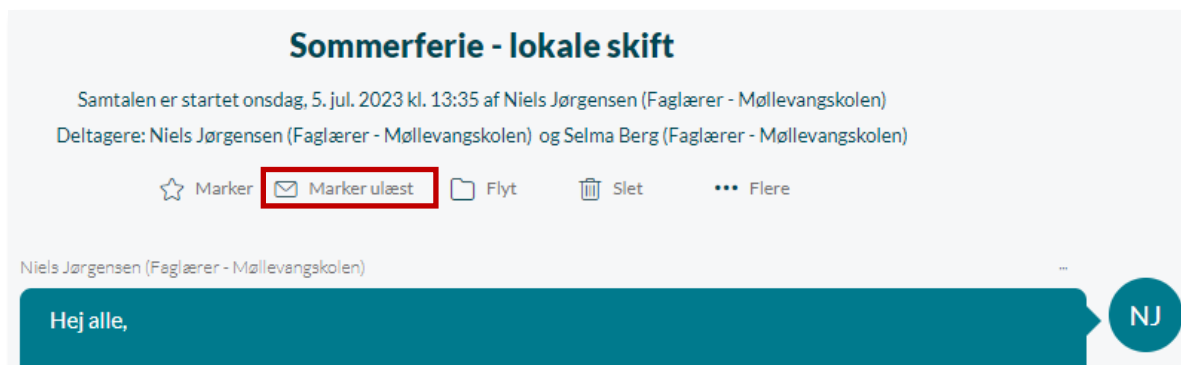 Sommerferie - lokale skift
Samtalen er startet onsdag, 5. jul. 2023 kl. 13:35 af Niels Jørgensen (Faglærer - Møllevangskolen)
Deltagere: Niels Jørgensen (Faglærer - Møllevangskolen) og Selma Berg (Faglærer - Møllevangskolen)
Marker Marker ulæst Flyt Slet ••• Flere
Niels Jørgensen (Faglærer - Møllevangskolen) ...
Hej alle,
NJ